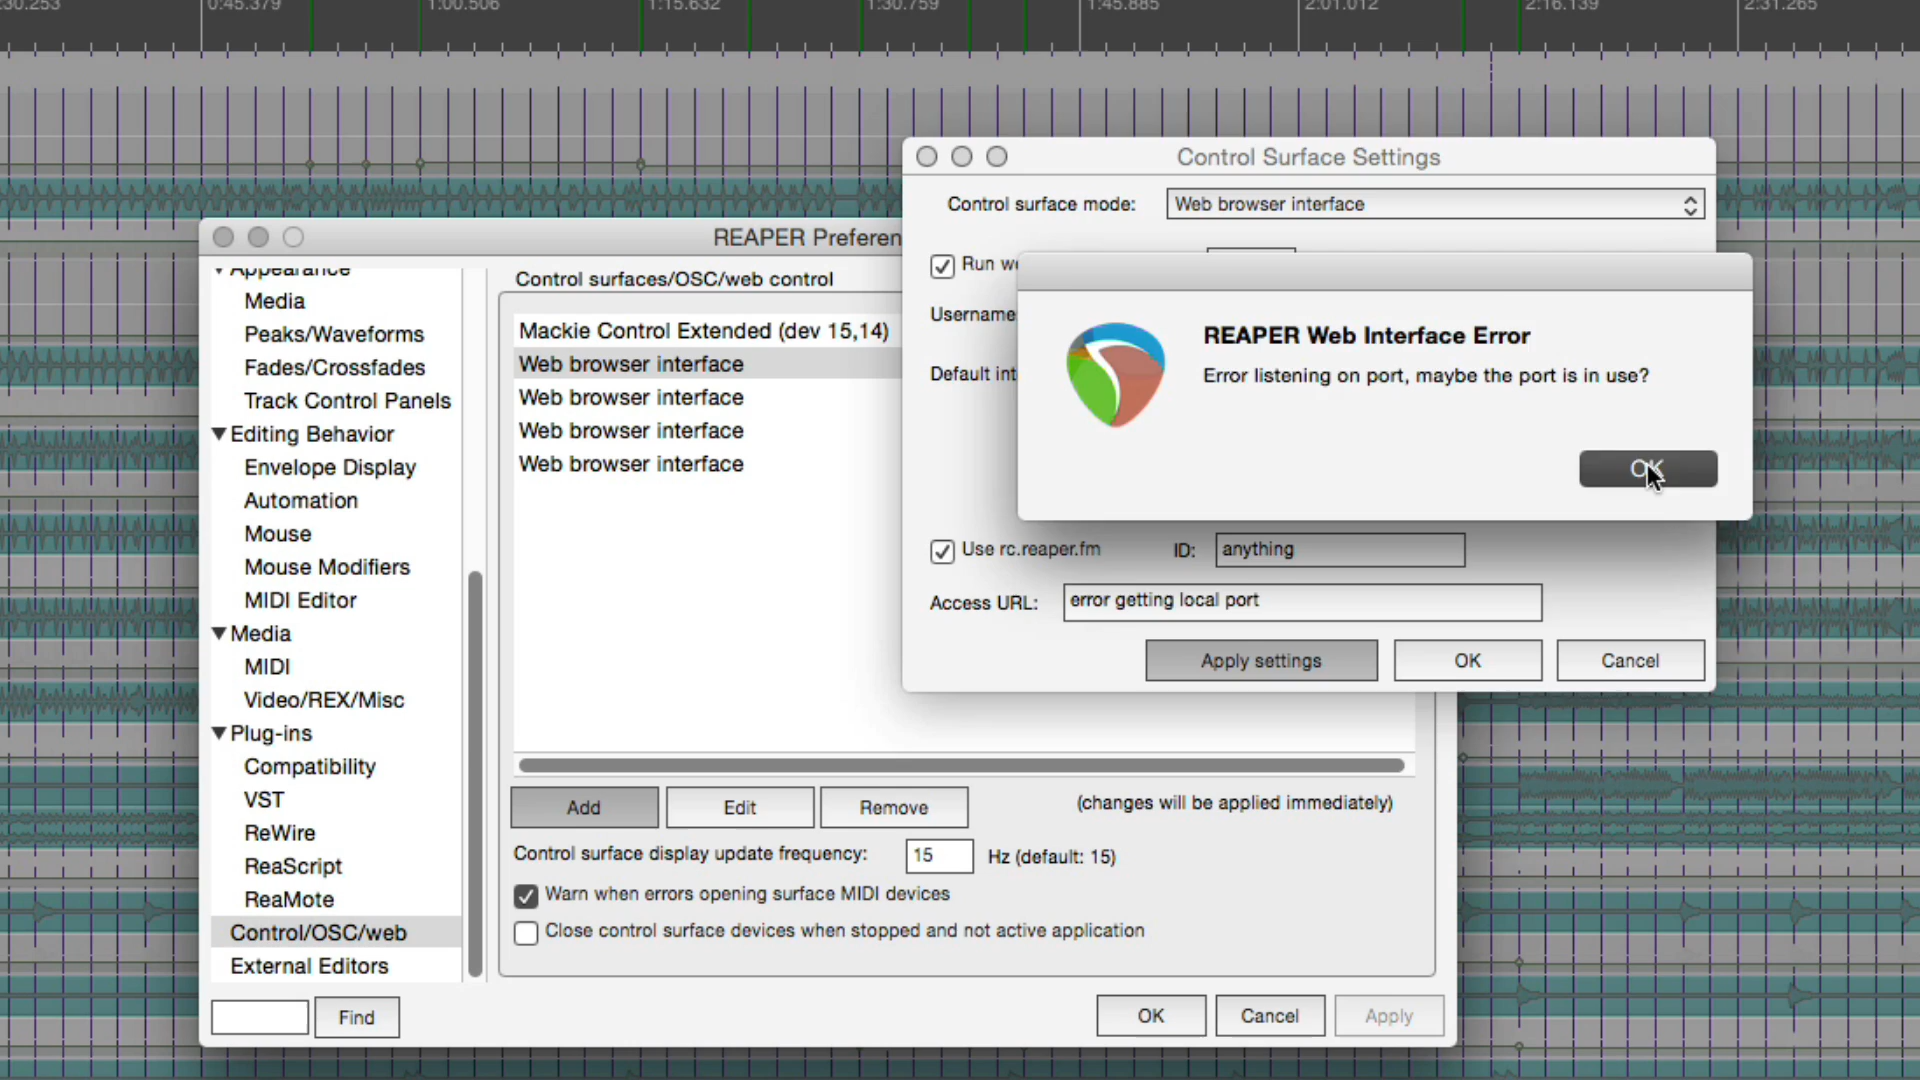 :30.253
0:45.379
1:00.506
1:15.632
1:30.759
1:45.885
2:01.012
2:16.139
2:31.265
Control Surface Settings
Control surface mode:
Web browser interface
Run we
Username
Default int
REAPER Web Interface Error
Error listening on port, maybe the port is in use?
OK
Use rc.reaper.fm
ID:
anything
Access URL:
error getting local port
Apply settings
OK
Cancel
REAPER Preferen
Appearance
Media
Peaks/Waveforms
Fades/Crossfades
Track Control Panels
Editing Behavior
Envelope Display
Automation
Mouse
Mouse Modifiers
MIDI Editor
Media
MIDI
Video/REX/Misc
Plug-ins
Compatibility
VST
ReWire
ReaScript
ReaMote
Control/OSC/web
External Editors
Find
Control surfaces/OSC/web control
Mackie Control Extended (dev 15,14)
Web browser interface
Web browser interface
Web browser interface
Web browser interface
Add
Edit
Remove
(changes will be applied immediately)
Control surface display update frequency:
15
Hz (default: 15)
Warn when errors opening surface MIDI devices
Close control surface devices when stopped and not active application
OK
Cancel
Apply